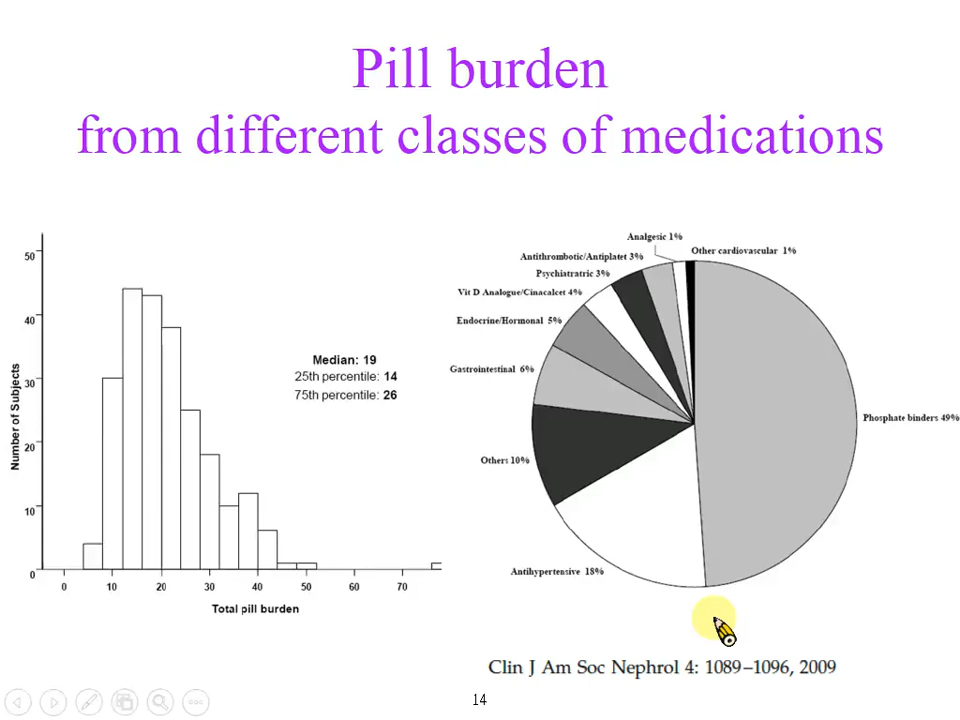 Pill burden
from different classes of medications
50
40
30
20
10
0
Number of Subjects
0 10 20 30 40 50 60 70
Total pill burden
Median: 19
25th percentile: 14
75th percentile: 26
Analgesic 1%
Other cardiovascular 1%
Antithrombotic/Antiplatet 3%
Psychiatratric 3%
Vit D Analogue/Cinacalcet 4%
Endocrine/Hormonal 5%
Gastrointestinal 6%
Phosphate binders 49%
Others 10%
Antihypertensive 18%
Clin J Am Soc Nephrol 4: 1089–1096, 2009
14